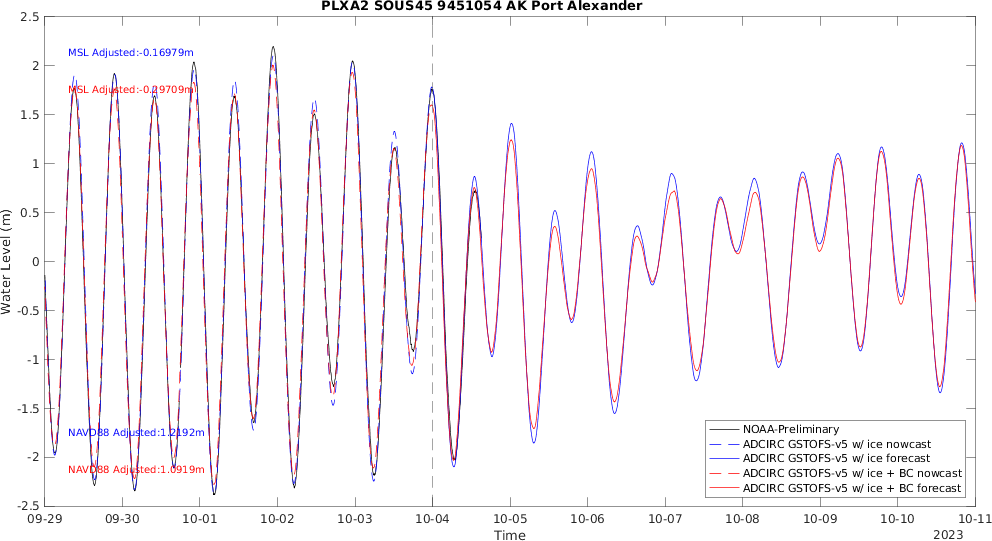 PLXA2 SOUS45 9451054 AK Port Alexander
2.5
2
1.5
1
0.5
0
-0.5
-1
-1.5
-2
-2.5
Water Level (m)
MSL Adjusted:-0.16979m
MSL Adjusted:-0.29709m
NAVD88 Adjusted:1.2192m
NAVD88 Adjusted:1.0919m
NOAA-Preliminary
ADCIRC GSTOFS-v5 w/ ice nowcast
ADCIRC GSTOFS-v5 w/ ice forecast
ADCIRC GSTOFS-v5 w/ ice + BC nowcast
ADCIRC GSTOFS-v5 w/ ice + BC forecast
09-29 09-30 10-01 10-02 10-03 10-04 10-05 10-06 10-07 10-08 10-09 10-10 10-11
Time
2023